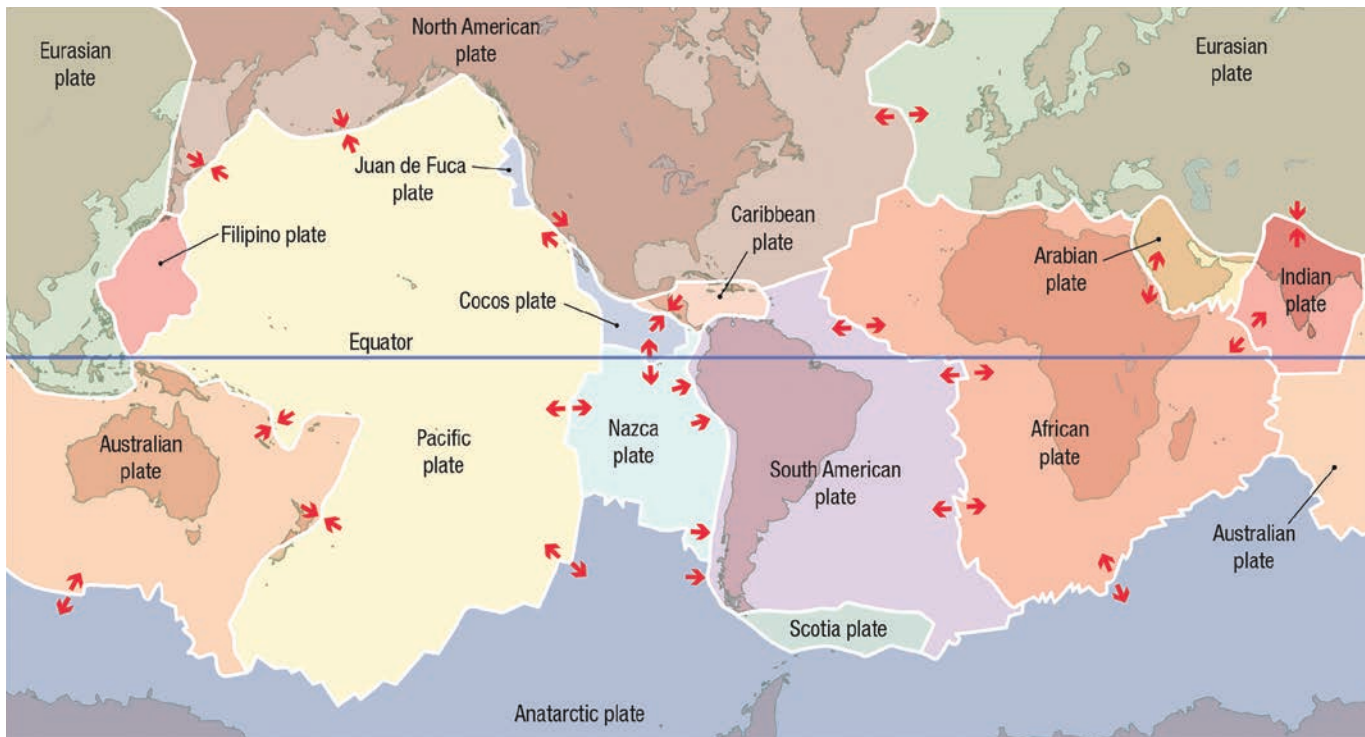 North American
plate
Eurasian
plate
Eurasian
plate
Juan de Fuca
plate
Caribbean
plate
Filipino plate
Arabian
plate
Indian
plate
Cocos plate
Equator
Australian
plate
Pacific
plate
Nazca
plate
South American
plate
African
plate
Australian
plate
Scotia plate
Anatarctic plate